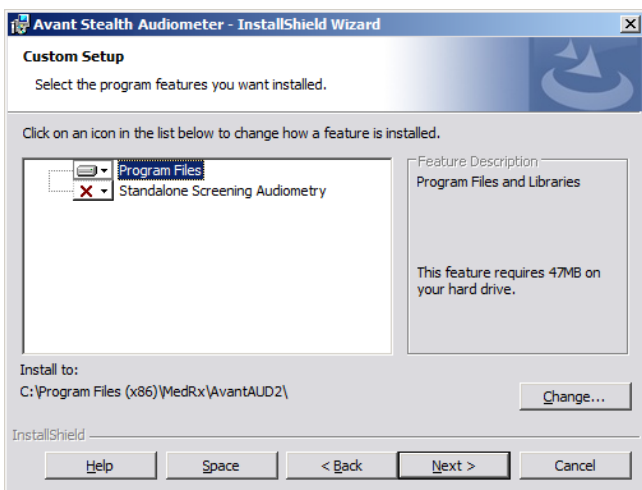 Avant Stealth Audiometer - InstallShield Wizard
Custom Setup
Select the program features you want installed.
Click on an icon in the list below to change how a feature is installed.
Program Files
Standalone Screening Audiometry
Feature Description
Program Files and Libraries
This feature requires 47MB on
your hard drive.
Install to:
C:\Program Files (x86)\MedRx\AvantAUD2\
Change...
InstallShield
Help
Space
< Back
Next >
Cancel